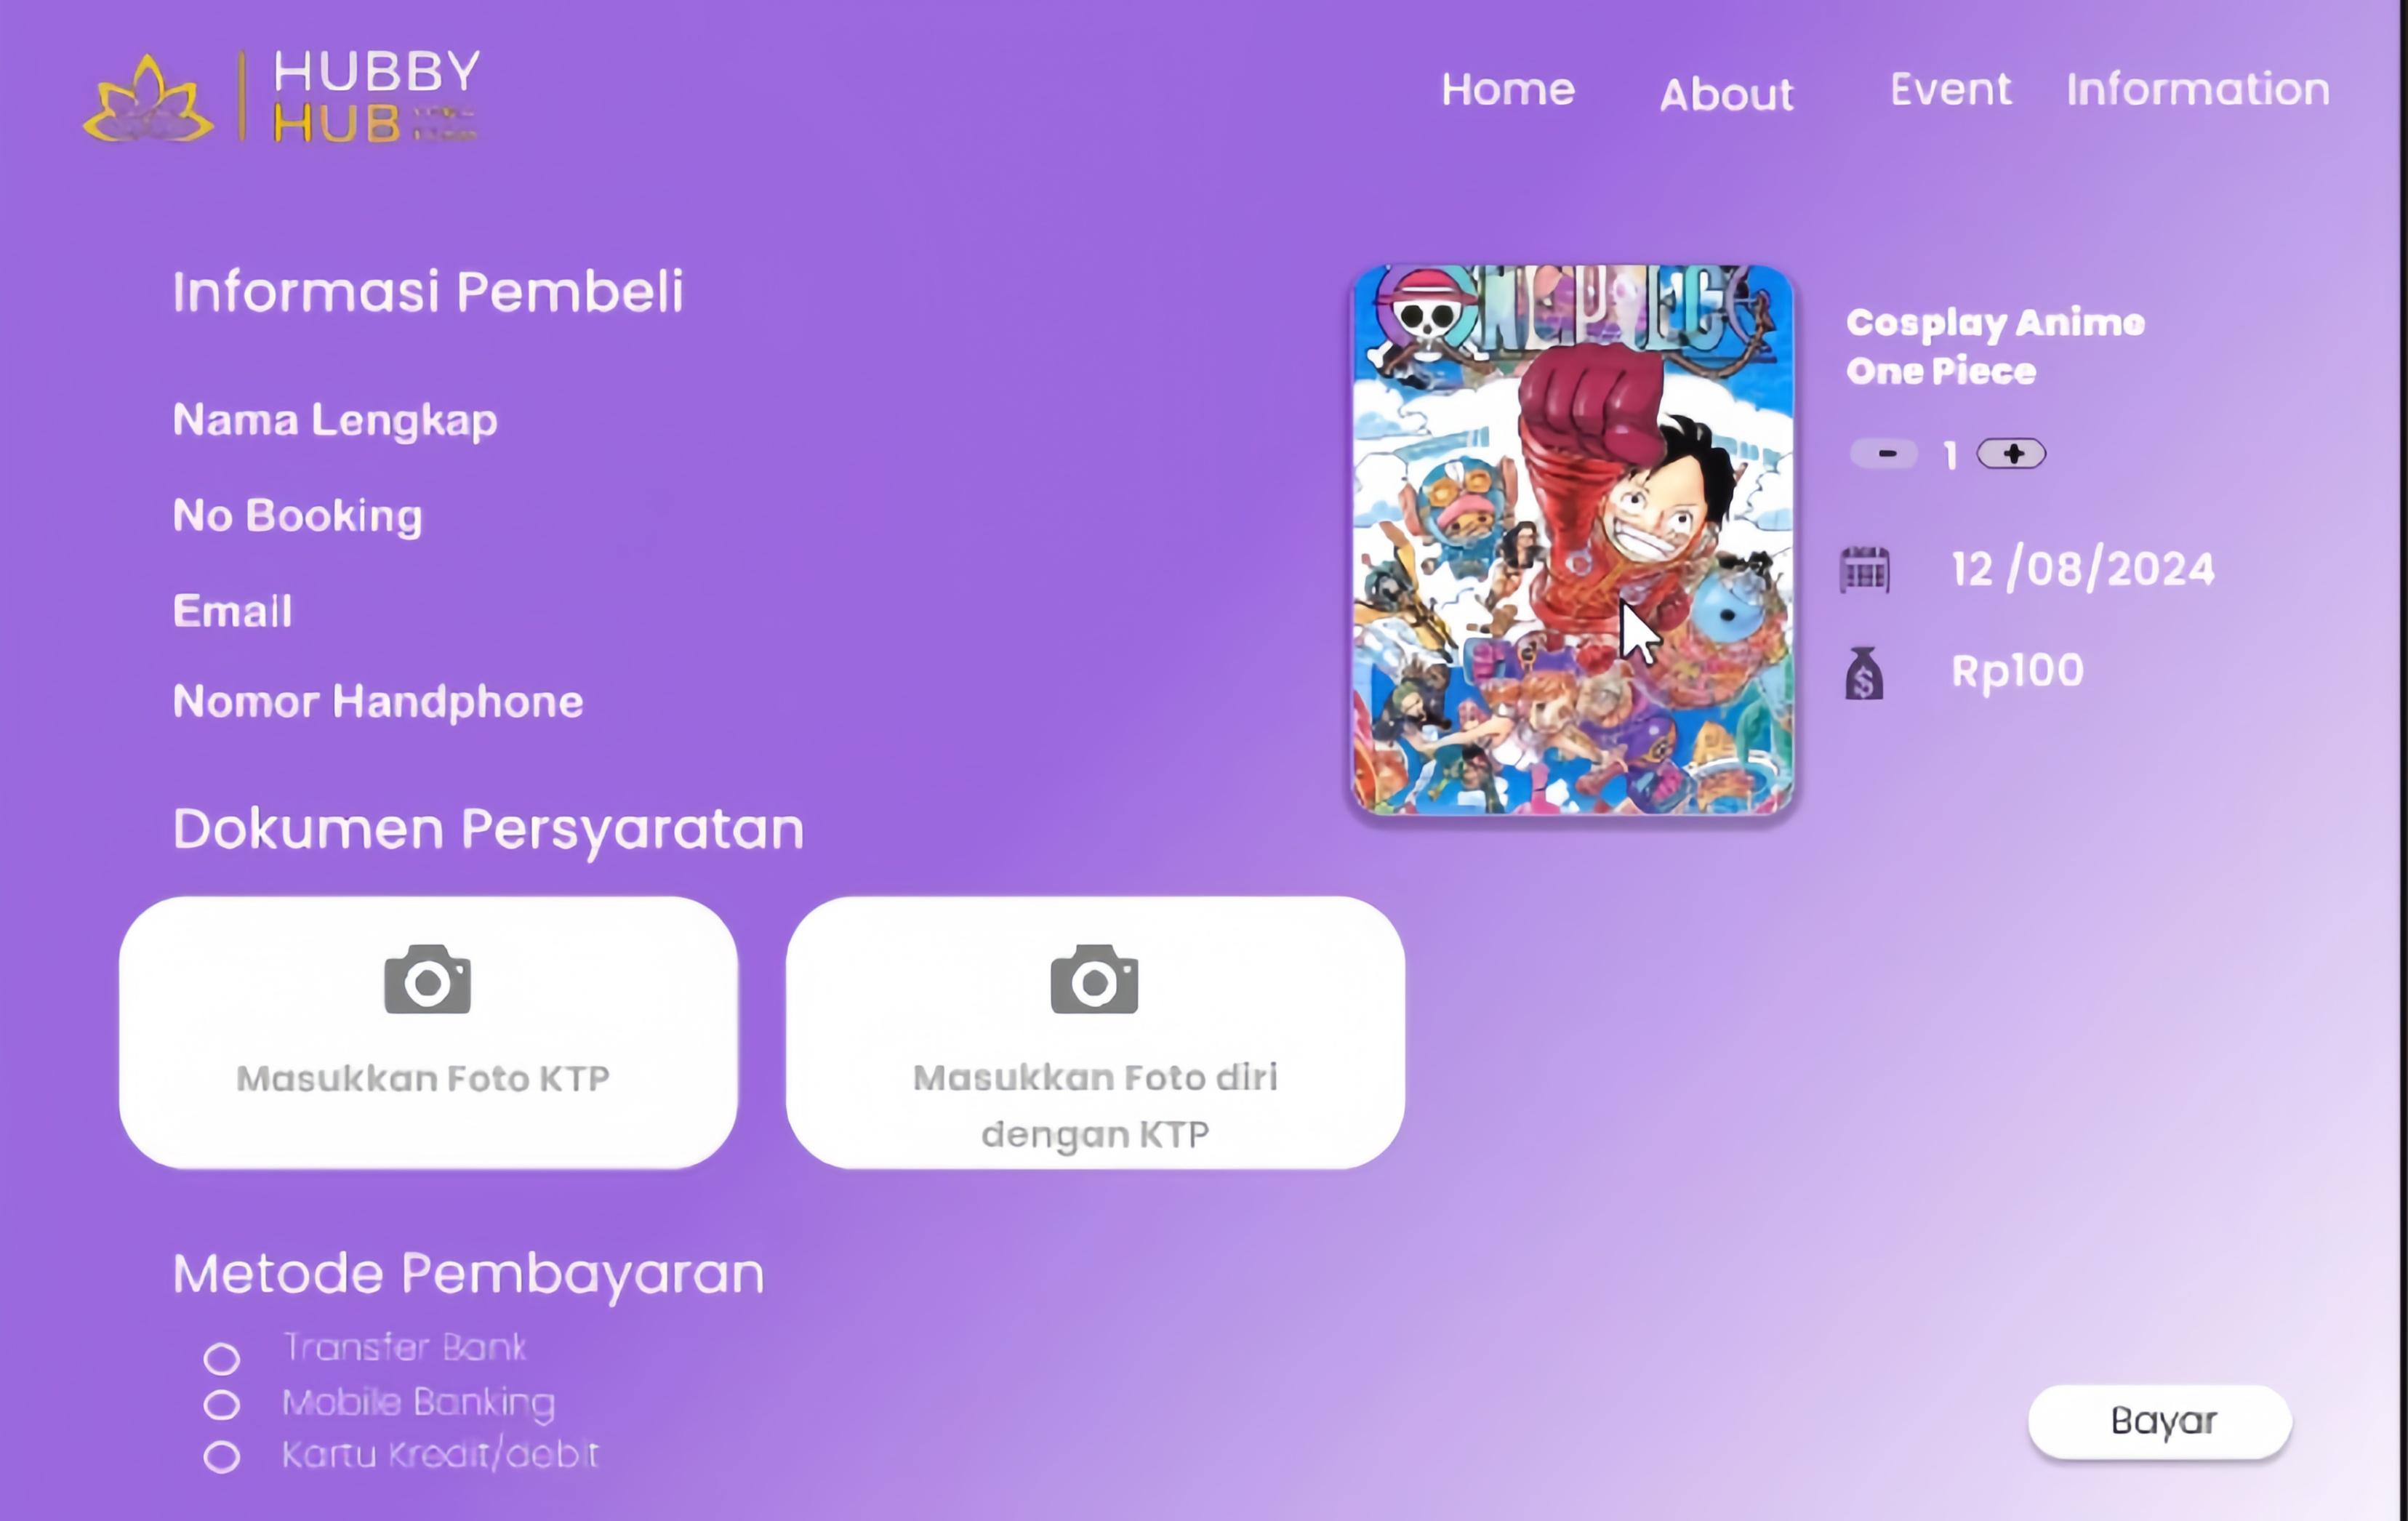 HUBBY
HUB
Home
About
Event
Information
Informasi Pembeli
Nama Lengkap
No Booking
Email
Nomor Handphone
ONE PIECE
Cosplay Anime
One Piece
- 1 +
12 /08/2024
$
Rp100
Dokumen Persyaratan
Masukkan Foto KTP
Masukkan Foto diri
dengan KTP
Metode Pembayaran
Transfer Bank
Mobile Banking
Kartu Kredit/debit
Bayar